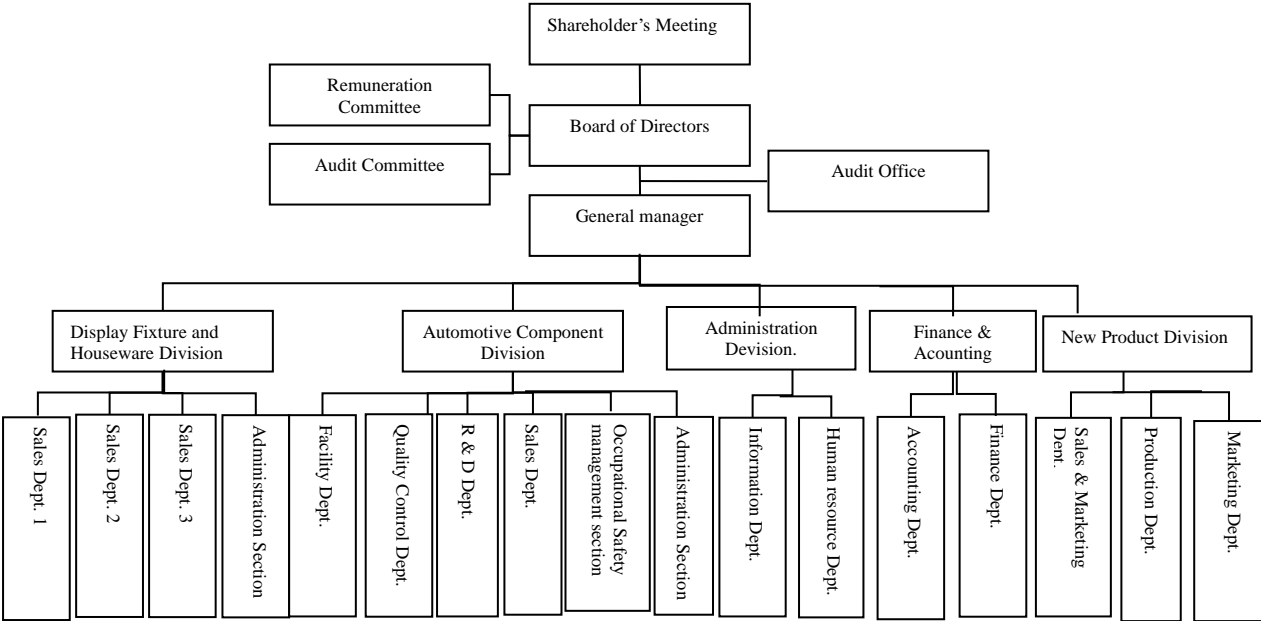 Shareholder’s Meeting
Remuneration
Committee
Board of Directors
Audit Committee
Audit Office
General manager
Display Fixture and
Houseware Division
Automotive Component
Division
Administration
Devision.
Finance &
Acounting
New Product Division
Sales Dept. 1
Sales Dept. 2
Sales Dept. 3
Administration Section
Facility Dept.
Quality Control Dept.
R & D Dept.
Sales Dept.
Occupational Safety
management section
Administration Section
Information Dept.
Human resource Dept.
Accounting Dept.
Finance Dept.
Sales & Marketing
Dent.
Production Dept.
Marketing Dept.